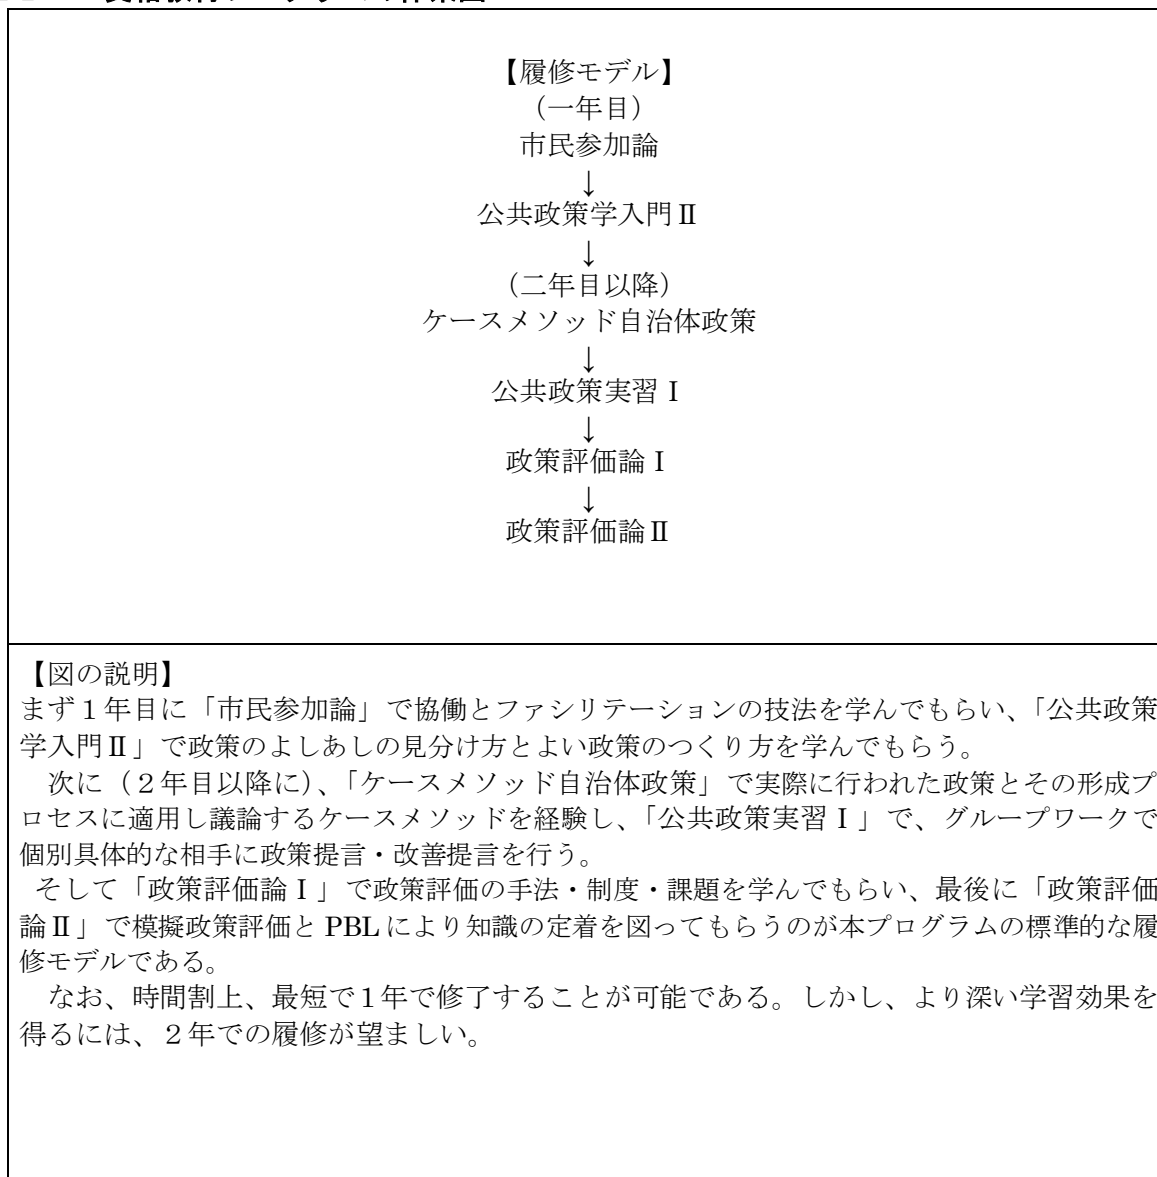 【履修モデル】
（一年目）
市民参加論
↓
公共政策学入門Ⅱ
↓
（二年目以降）
ケースメソッド自治体政策
↓
公共政策実習Ⅰ
↓
政策評価論Ⅰ
↓
政策評価論Ⅱ
【図の説明】
まず１年目に「市民参加論」で協働とファシリテーションの技法を学んでもらい、「公共政策
学入門Ⅱ」で政策のよしあしの見分け方とよい政策のつくり方を学んでもらう。
　次に（２年目以降に）、「ケースメソッド自治体政策」で実際に行われた政策とその形成プ
ロセスに適用し議論するケースメソッドを経験し、「公共政策実習Ⅰ」で、グループワークで
個別具体的な相手に政策提言・改善提言を行う。
　そして「政策評価論Ⅰ」で政策評価の手法・制度・課題を学んでもらい、最後に「政策評価
論Ⅱ」で模擬政策評価と PBL により知識の定着を図ってもらうのが本プログラムの標準的な履
修モデルである。
　なお、時間割上、最短で１年で修了することが可能である。しかし、より深い学習効果を
得るには、２年での履修が望ましい。